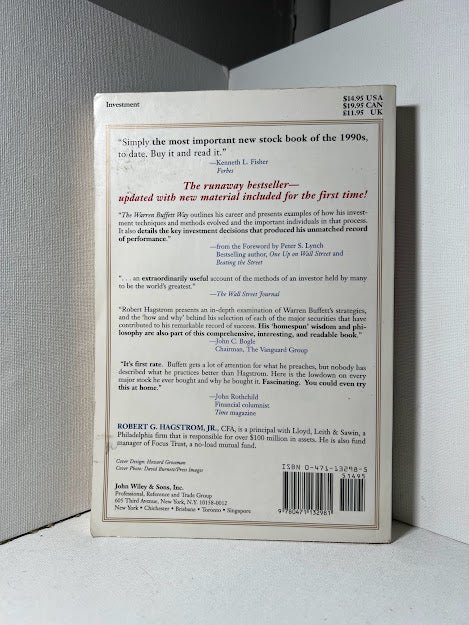 Investment
$14.95 USA
$19.95 CAN
£11.95 UK
“Simply the most important new stock book of the 1990s,
to date. Buy it and read it.”
—Kenneth L. Fisher
Forbes
The runaway bestseller—
updated with new material included for the first time!
“The Warren Buffett Way outlines his career and presents examples of how his invest-
ment techniques and methods evolved and the important individuals in that process.
It also details the key investment decisions that produced his unmatched record
of performance.”
—from the Foreword by Peter S. Lynch
Bestselling author, One Up on Wall Street and
Beating the Street
“. . . an extraordinarily useful account of the methods of an investor held by many
to be the world’s greatest.”
—The Wall Street Journal
“Robert Hagstrom presents an in-depth examination of Warren Buffett’s strategies,
and the ‘how and why’ behind his selection of each of the major securities that have
contributed to his remarkable record of success. His ‘homespun’ wisdom and phi-
losophy are also part of this comprehensive, interesting, and readable book.”
—John C. Bogle
Chairman, The Vanguard Group
“It’s first rate. Buffett gets a lot of attention for what he preaches, but nobody has
described what he practices better than Hagstrom. Here is the lowdown on every
major stock he ever bought and why he bought it. Fascinating. You could even try
this at home.”
—John Rothchild
Financial columnist
Time magazine
ROBERT G. HAGSTROM, JR., CFA, is a principal with Lloyd, Leith & Sawin, a
Philadelphia firm that is responsible for over $100 million in assets. He is also fund
manager of Focus Trust, a no-load mutual fund.
Cover Design: Howard Grossman
Cover Photo: David Burnett/Press Images
John Wiley & Sons, Inc.
Professional, Reference and Trade Group
605 Third Avenue, New York, N.Y. 10158-0012
New York • Chichester • Brisbane • Toronto • Singapore
ISBN 0-471-13298-5
51495
9 780471 132981